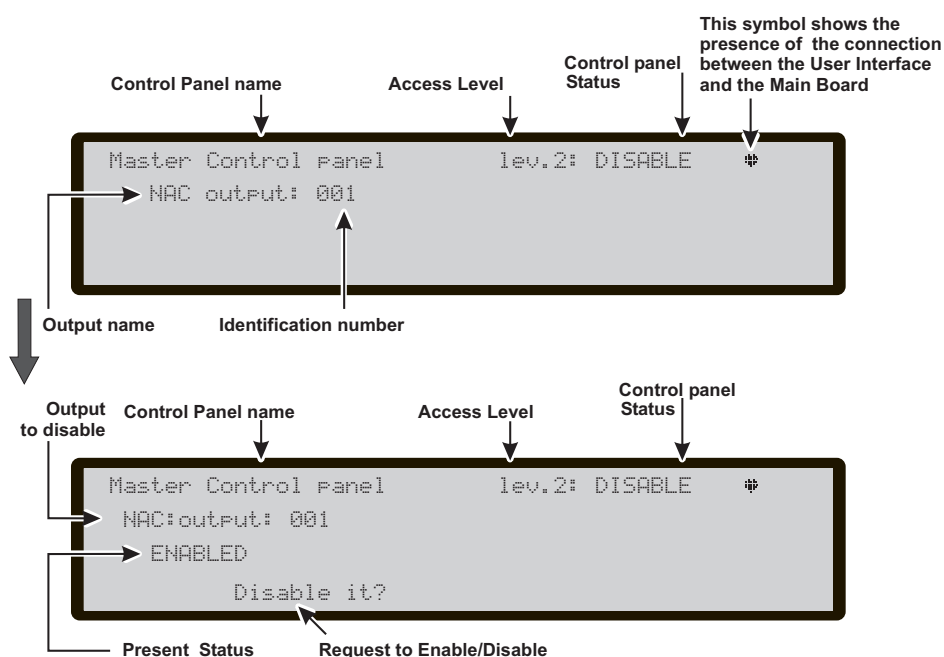 This symbol shows the
presence of  the connection
between the User Interface
and the Main Board
Control panel
Status
Control Panel name
Access Level
Master Control panel lev.2: DISABLE
NAC output: 001
Output name
Identification number
Output
to disable
Control Panel name
Access Level
Control panel
Status
Master Control panel lev.2: DISABLE
NAC:output: 001
ENABLED
Disable it?
Present Status
Request to Enable/Disable